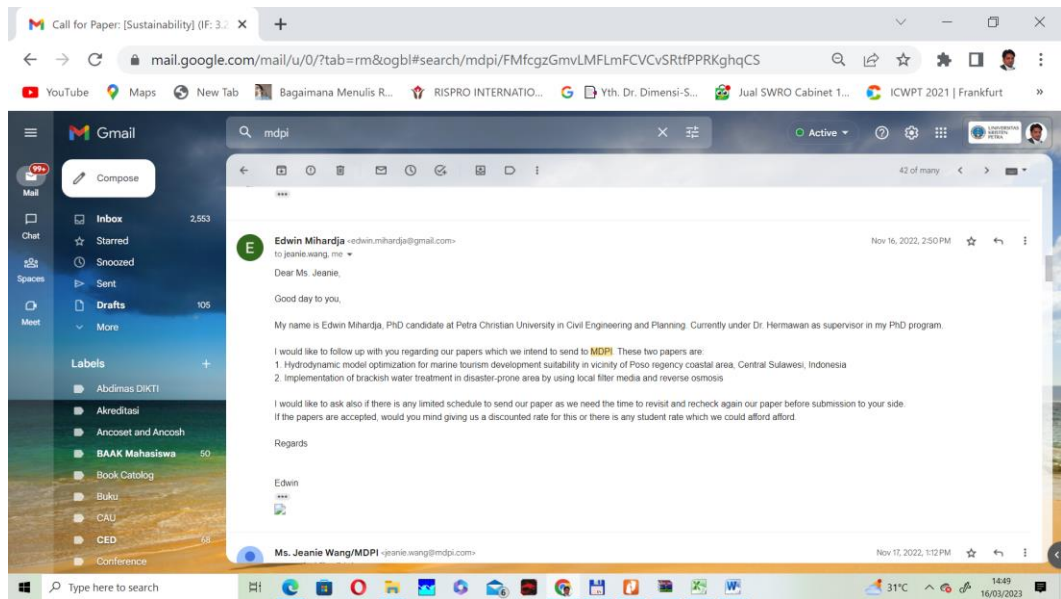 Call for Paper: [Sustainability] (IF: 3.2
mail.google.com/mail/u/0/?tab=rm&ogbl#search/mdpi/FMfcgzGmvLMFLmFCVCvSRtfPPRKghqCS
YouTube Maps New Tab Bagaimana Menulis R... RISPRO INTERNATIO... Yth. Dr. Dimensi-S... Jual SWRO Cabinet 1... ICWPT 2021 | Frankfurt »
Gmail mdpi Active
99+
Mail
Compose
42 of many
Chat
Spaces
Meet
Inbox 2,553
Starred
Snoozed
Sent
Drafts 105
More
Labels +
Abdimas DIKTI
Akreditasi
Ancoset and Ancosh
BAAK Mahasiswa 50
Book Catolog
Buku
CAU
CED 68
Conference
E
Edwin Mihardja <edwin.mihardja@gmail.com>
Nov 16, 2022, 2:50 PM
to jeanie.wang, me
Dear Ms. Jeanie,
Good day to you,
My name is Edwin Mihardja, PhD candidate at Petra Christian University in Civil Engineering and Planning. Currently under Dr. Hermawan as supervisor in my PhD program.
I would like to follow up with you regarding our papers which we intend to send to MDPI. These two papers are:
1. Hydrodynamic model optimization for marine tourism development suitability in vicinity of Poso regency coastal area, Central Sulawesi, Indonesia
2. Implementation of brackish water treatment in disaster-prone area by using local filter media and reverse osmosis
I would like to ask also if there is any limited schedule to send our paper as we need the time to revisit and recheck again our paper before submission to your side.
If the papers are accepted, would you mind giving us a discounted rate for this or there is any student rate which we could afford afford.
Regards
Edwin
Ms. Jeanie Wang/MDPI <jeanie.wang@mdpi.com>
Nov 17, 2022, 1:12 PM
Type here to search
31°C
14:49
16/03/2023